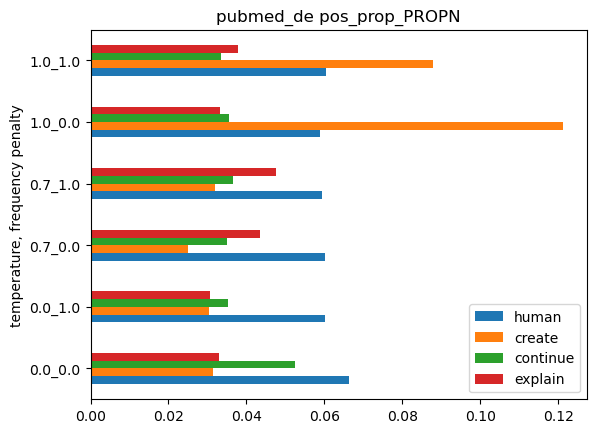 pubmed_de pos_prop_PROPN
temperature, frequency penalty
1.0_1.0
1.0_0.0
0.7_1.0
0.7_0.0
0.0_1.0
0.0_0.0
human
create
continue
explain
0.00 0.02 0.04 0.06 0.08 0.10 0.12